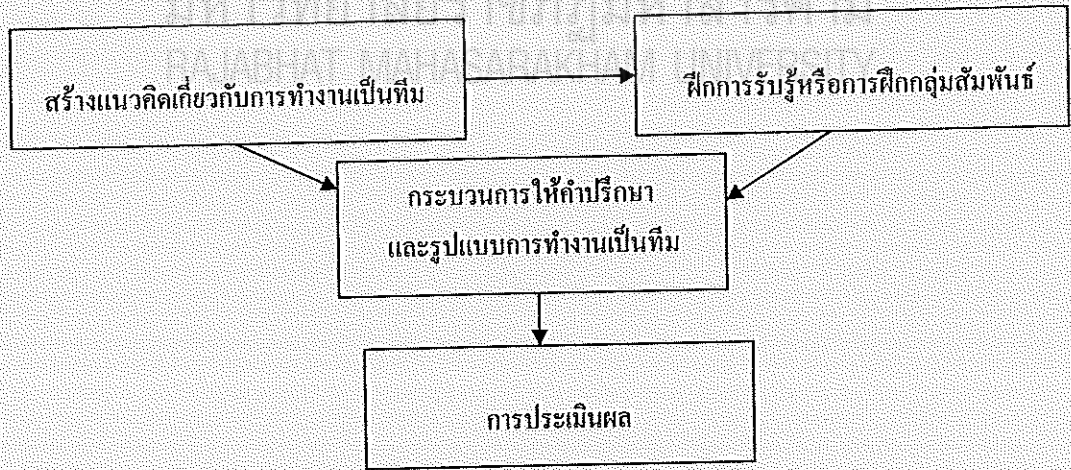 สร้างแนวคิดเกี่ยวกับการทำงานเป็นทีม
ฝึกการรับรู้หรือการฝึกกลุ่มสัมพันธ์
กระบวนการให้คำปรึกษา
และรูปแบบการทำงานเป็นทีม
การประเมินผล